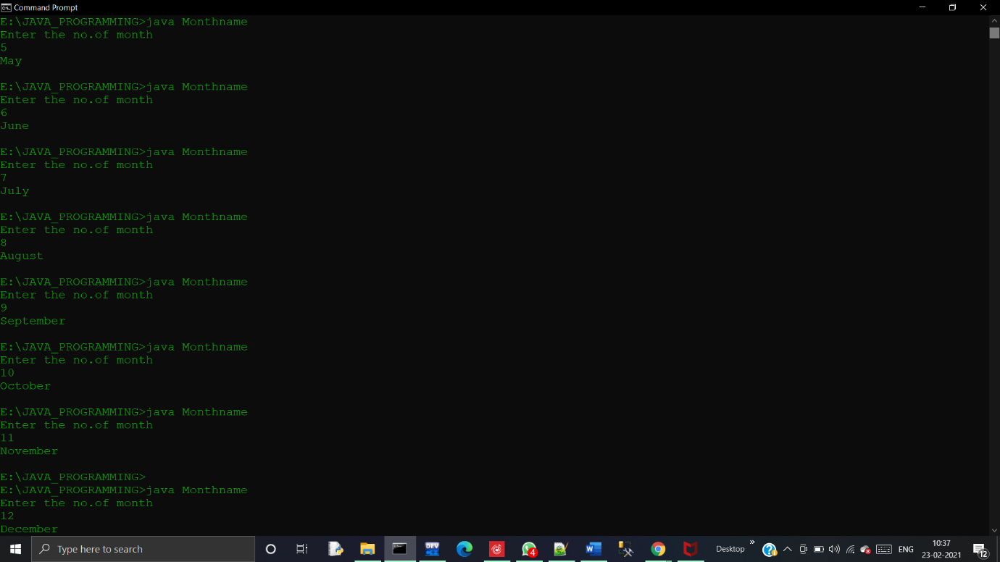 Command Prompt
E:\JAVA_PROGRAMMING>java Monthname
Enter the no.of month
5
May
E:\JAVA_PROGRAMMING>java Monthname
Enter the no.of month
6
June
E:\JAVA_PROGRAMMING>java Monthname
Enter the no.of month
7
July
E:\JAVA_PROGRAMMING>java Monthname
Enter the no.of month
8
August
E:\JAVA_PROGRAMMING>java Monthname
Enter the no.of month
9
September
E:\JAVA_PROGRAMMING>java Monthname
Enter the no.of month
10
October
E:\JAVA_PROGRAMMING>java Monthname
Enter the no.of month
11
November
E:\JAVA_PROGRAMMING>
E:\JAVA_PROGRAMMING>java Monthname
Enter the no.of month
12
December
Type here to search
DEV
4
Desktop
ENG
10:37
23-02-2021
12